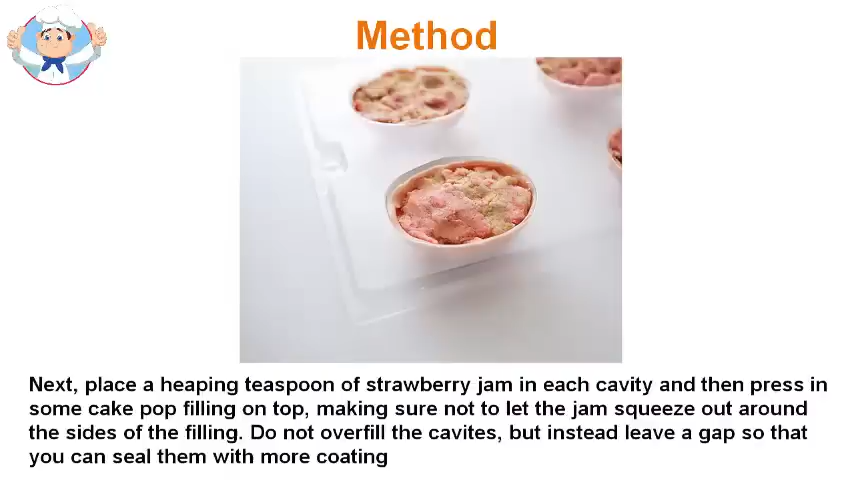 Method
Next, place a heaping teaspoon of strawberry jam in each cavity and then press in
some cake pop filling on top, making sure not to let the jam squeeze out around
the sides of the filling. Do not overfill the cavites, but instead leave a gap so that
you can seal them with more coating